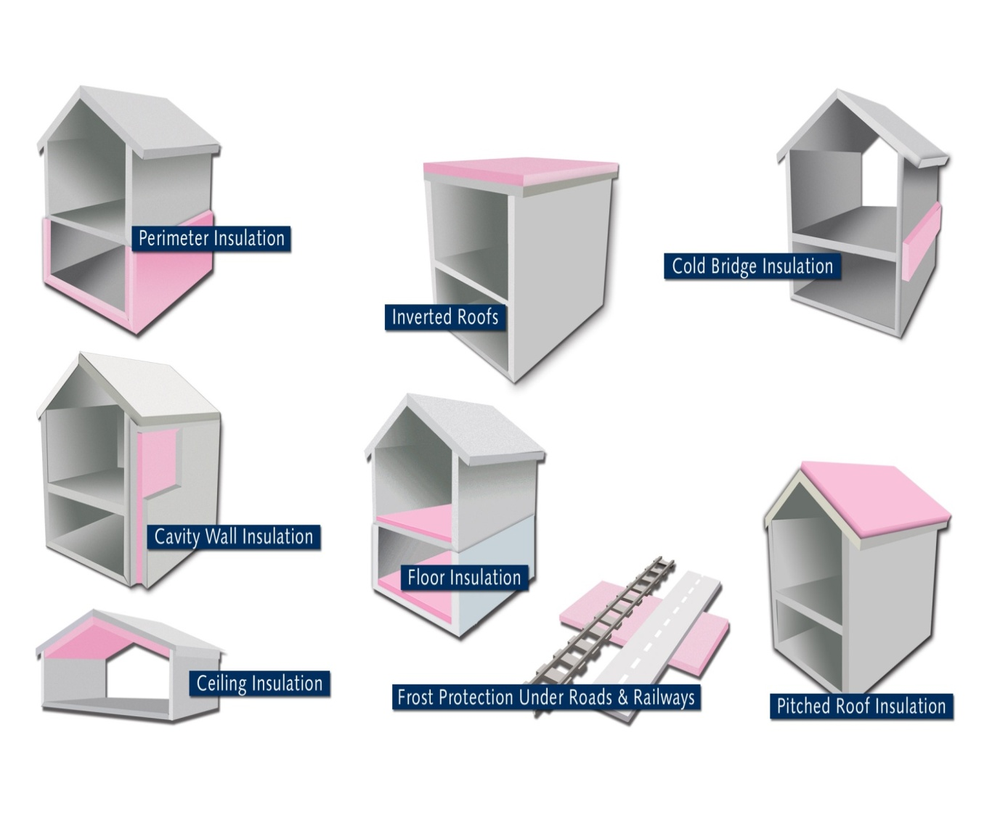 Perimeter Insulation
Inverted Roofs
Cold Bridge Insulation
Cavity Wall Insulation
Floor Insulation
Ceiling Insulation
Frost Protection Under Roads & Railways
Pitched Roof Insulation